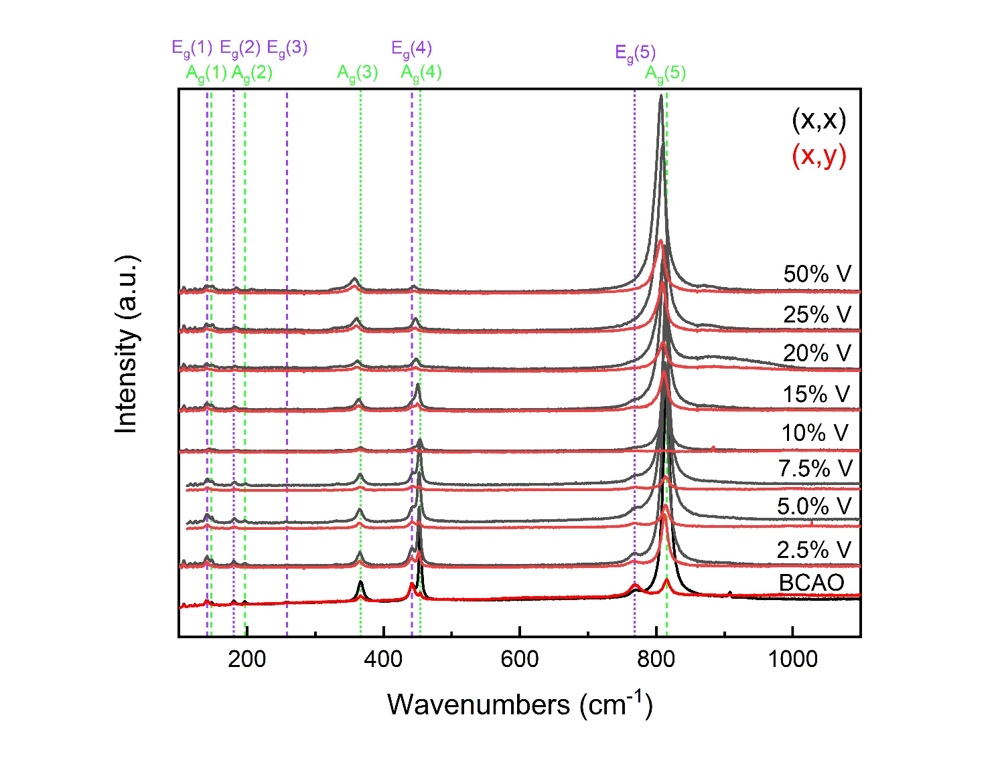 Eg(1) Eg(2) Eg(3) Eg(4) Eg(5)
Ag(1) Ag(2) Ag(3) Ag(4) Ag(5)
(x,x)
(x,y)
50% V
25% V
20% V
15% V
10% V
7.5% V
5.0% V
2.5% V
BCAO
Intensity (a.u.)
200 400 600 800 1000
Wavenumbers (cm-1)